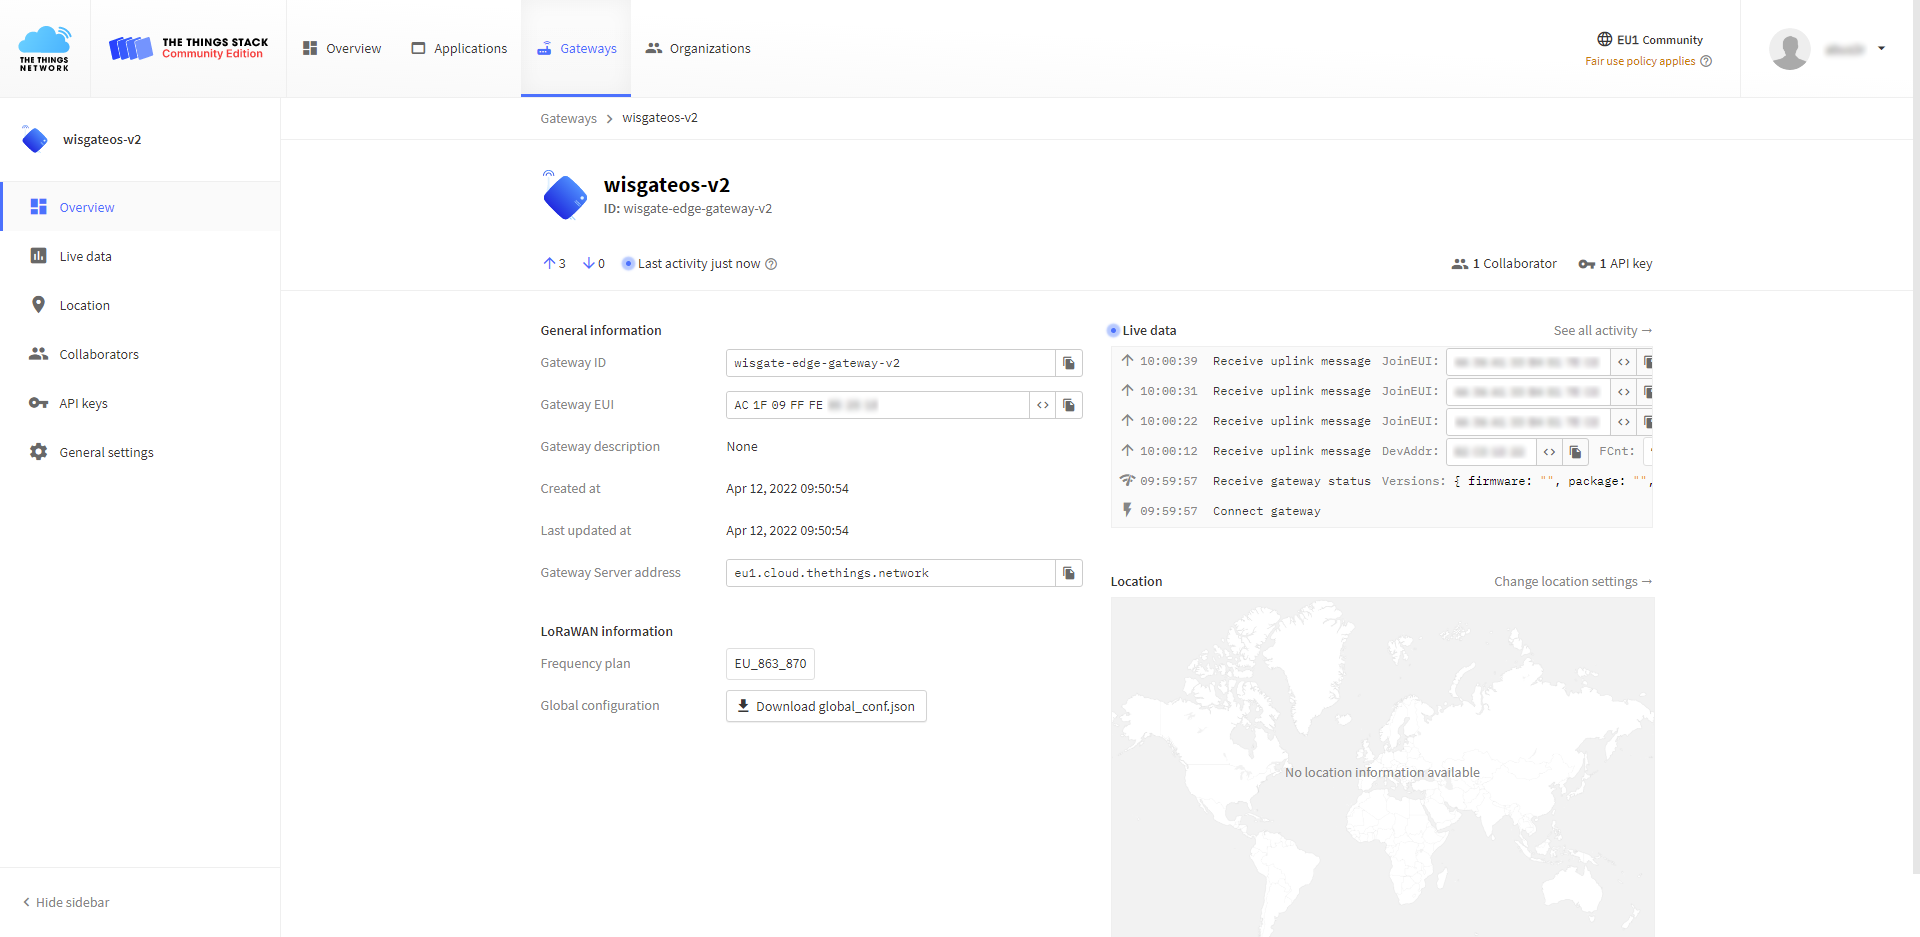 THE THINGS
NETWORK
THE THINGS STACK
Community Edition
Overview
Applications
Gateways
Organizations
EU1 Community
Fair use policy applies
wisgateos-v2
Overview
Live data
Location
Collaborators
API keys
General settings
Hide sidebar
Gateways > wisgateos-v2
wisgateos-v2
ID: wisgate-edge-gateway-v2
3
0
Last activity just now
1 Collaborator
1 API key
General information
Gateway ID
wisgate-edge-gateway-v2
Gateway EUI
AC 1F 09 FF FE
Gateway description
None
Created at
Apr 12, 2022 09:50:54
Last updated at
Apr 12, 2022 09:50:54
Gateway Server address
eu1.cloud.thethings.network
LoRaWAN information
Frequency plan
EU_863_870
Global configuration
Download global_conf.json
Live data
See all activity →
10:00:39 Receive uplink message JoinEUI:
10:00:31 Receive uplink message JoinEUI:
10:00:22 Receive uplink message JoinEUI:
10:00:12 Receive uplink message DevAddr: <> FCnt:
09:59:57 Receive gateway status Versions: { firmware: "", package: "",
09:59:57 Connect gateway
Location
Change location settings →
No location information available